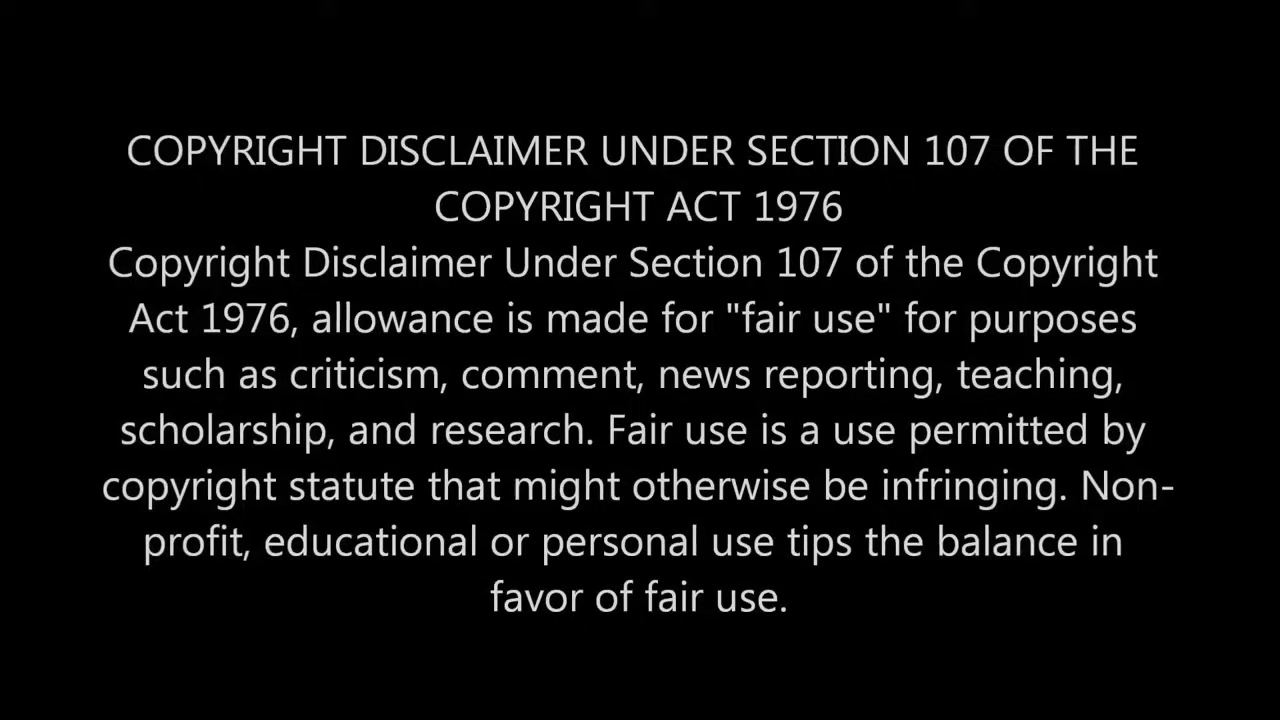 COPYRIGHT DISCLAIMER UNDER SECTION 107 OF THE
COPYRIGHT ACT 1976
Copyright Disclaimer Under Section 107 of the Copyright
Act 1976, allowance is made for "fair use" for purposes
such as criticism, comment, news reporting, teaching,
scholarship, and research. Fair use is a use permitted by
copyright statute that might otherwise be infringing. Non-
profit, educational or personal use tips the balance in
favor of fair use.